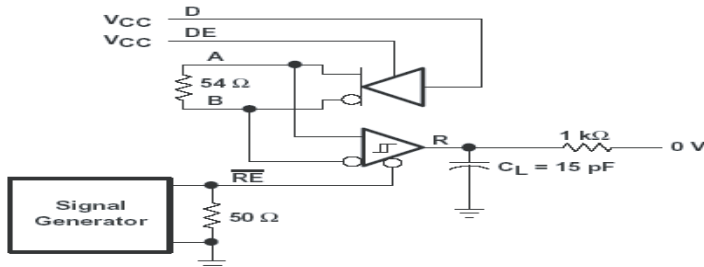 VCC D
VCC DE
A
54 Ω
B
R
1 kΩ
0 V
CL = 15 pF
RE
Signal
Generator
50 Ω